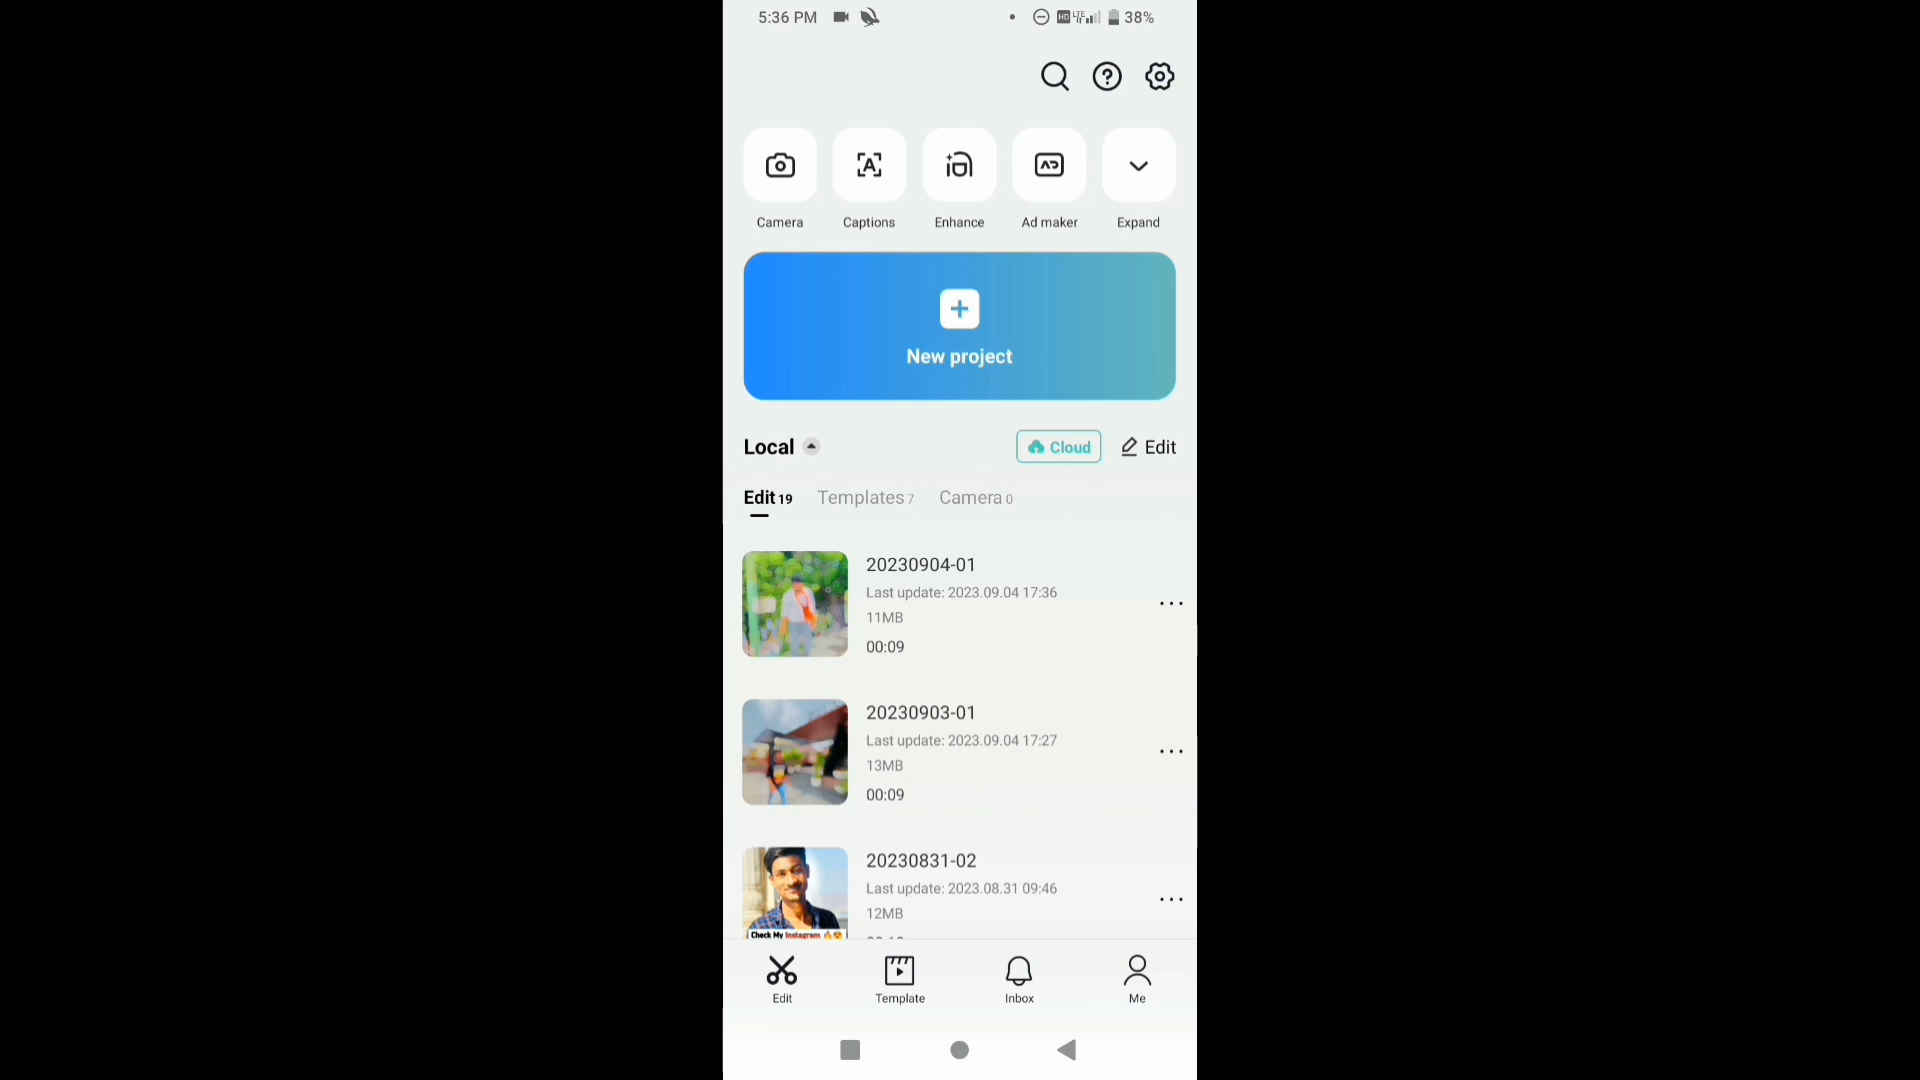 5:36 PM
HD LTE 38%
Camera
Captions
Enhance
Ad maker
Expand
New project
Local
Cloud
Edit
Edit 19
Templates 7
Camera 0
20230904-01
Last update: 2023.09.04 17:36
11MB
00:09
20230903-01
Last update: 2023.09.04 17:27
13MB
00:09
20230831-02
Last update: 2023.08.31 09:46
12MB
Check My Instagram
Edit
Template
Inbox
Me